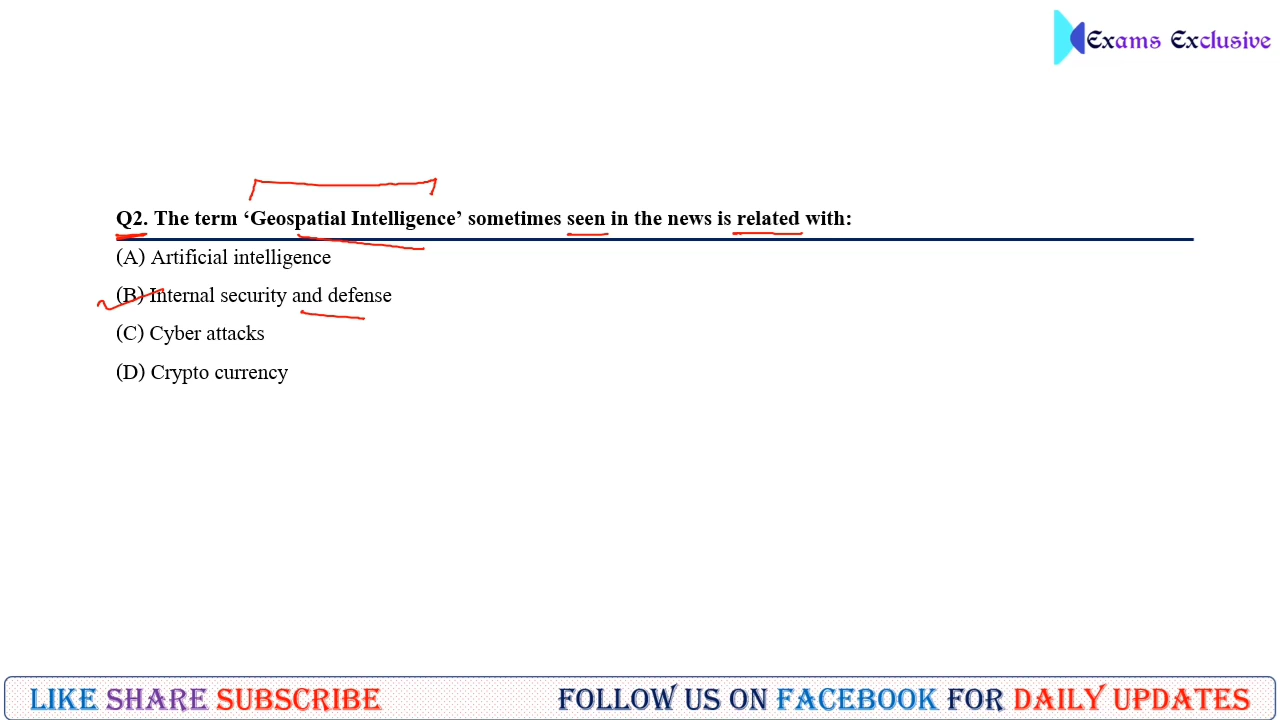 Exams Exclusive
Q2. The term ‘Geospatial Intelligence’ sometimes seen in the news is related with:
(A) Artificial intelligence
(B) Internal security and defense
(C) Cyber attacks
(D) Crypto currency
LIKE SHARE SUBSCRIBE FOLLOW US ON FACEBOOK FOR DAILY UPDATES